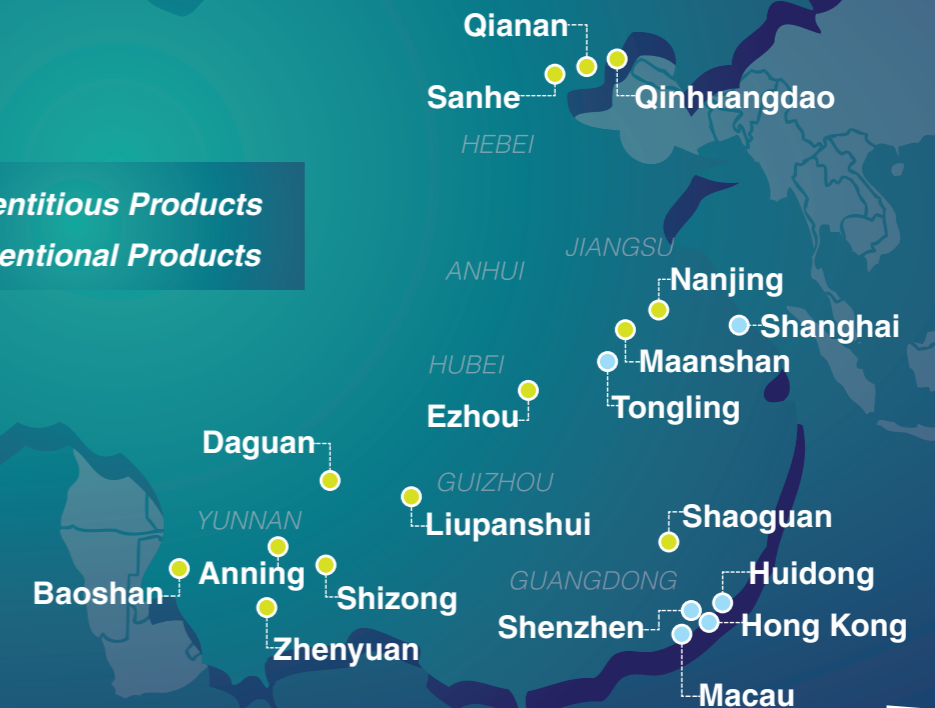 Qianan
Sanhe
Qinhuangdao
HEBEI
entitious Products
entional Products
JIANGSU
ANHUI
Nanjing
Shanghai
Maanshan
HUBEI
Tongling
Ezhou
Daguan
GUIZHOU
Liupanshui
YUNNAN
Shaoguan
Anning
GUANGDONG
Huidong
Baoshan
Shizong
Shenzhen
Hong Kong
Zhenyuan
Macau